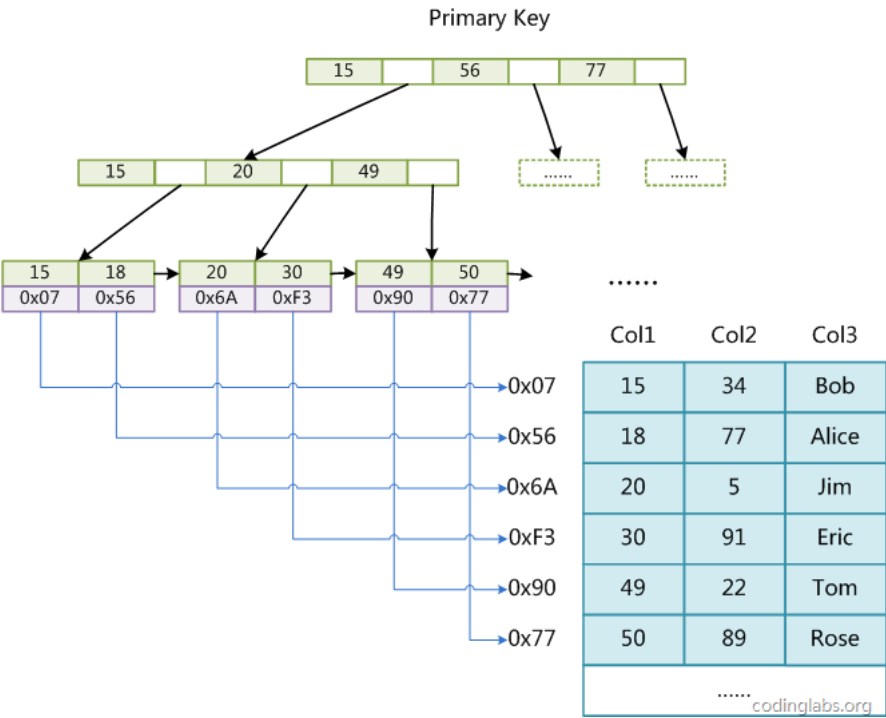 Primary Key
15 56 77
15 20 49
...... ......
15 18 20 30 49 50
0x07 0x56 0x6A 0xF3 0x90 0x77
......
Col1 Col2 Col3
0x07 15 34 Bob
0x56 18 77 Alice
0x6A 20 5 Jim
0xF3 30 91 Eric
0x90 49 22 Tom
0x77 50 89 Rose
......
codinglabs.org